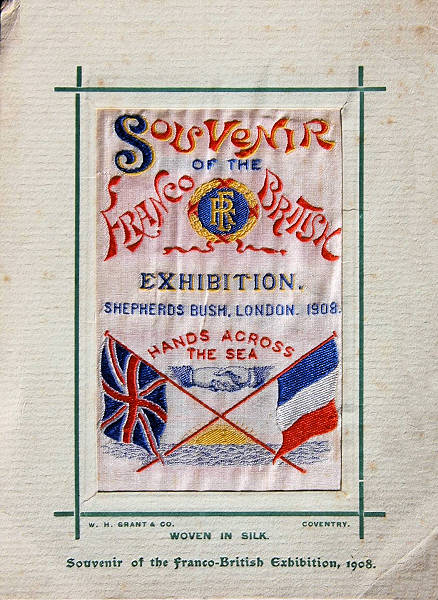 Souvenir
OF THE
FRANCO BRITISH
EXHIBITION.
SHEPHERDS BUSH, LONDON. 1908.
HANDS ACROSS
THE SEA
W. H. GRANT & CO. COVENTRY.
WOVEN IN SILK.
Souvenir of the Franco-British Exhibition, 1908.